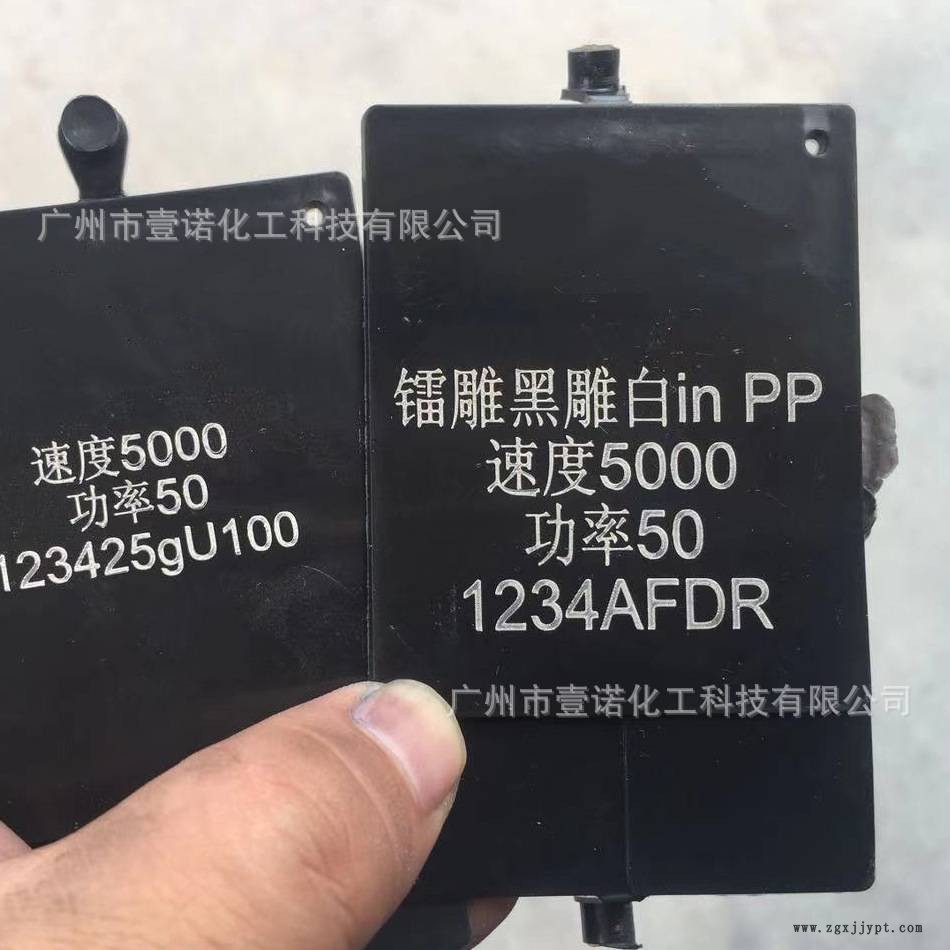 广州市壹诺化工科技有限公司
速度5000
功率50
123425gU100
镭雕黑雕白in PP
速度5000
功率50
1234AFDR
广州市壹诺化工科技有限公司
www.zgxjjypt.com